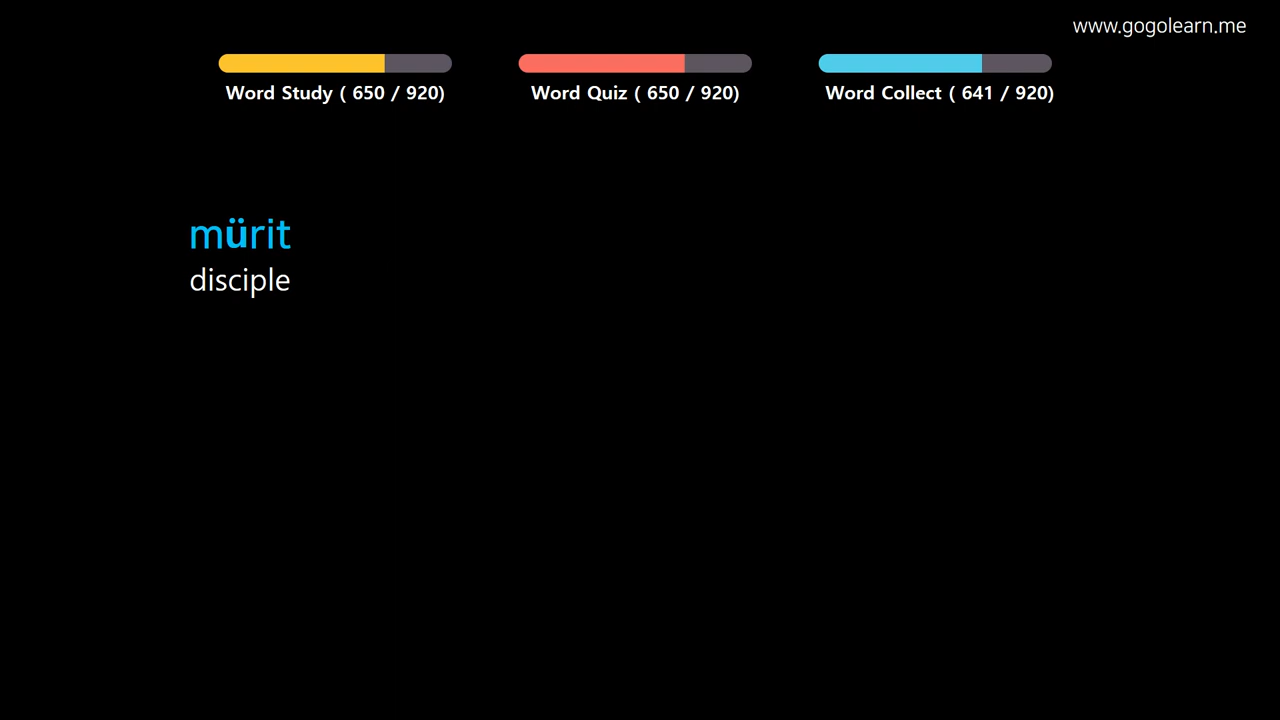 www.gogolearn.me
Word Study ( 650 / 920)
Word Quiz ( 650 / 920)
Word Collect ( 641 / 920)
mürit
disciple